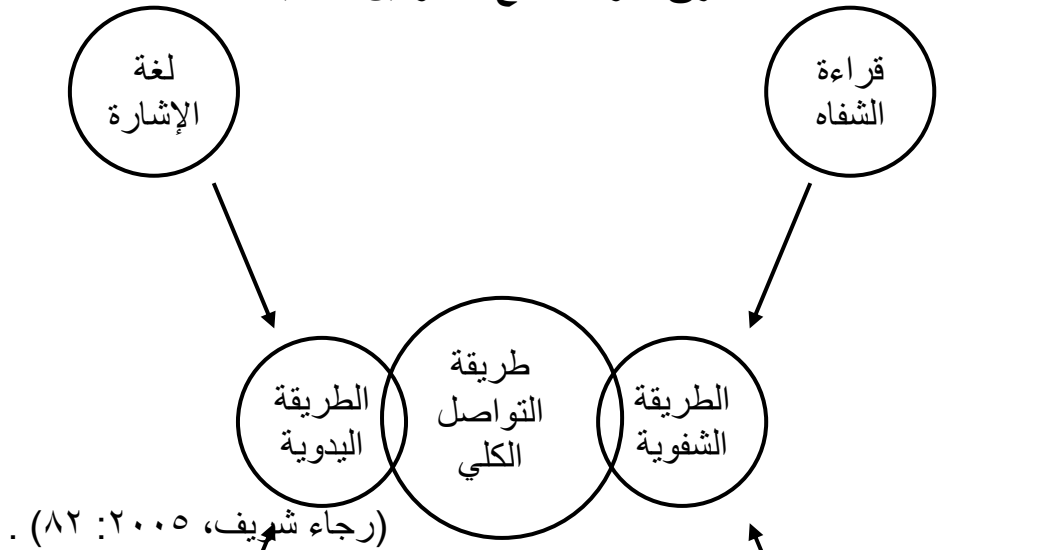 قراءة
الشفاه
لغة
الإشارة
الطريقة
الشفوية
طريقة
التواصل
الكلي
الطريقة
اليدوية
(رجاء شريف، ٢٠٠٥: ٨٢) .